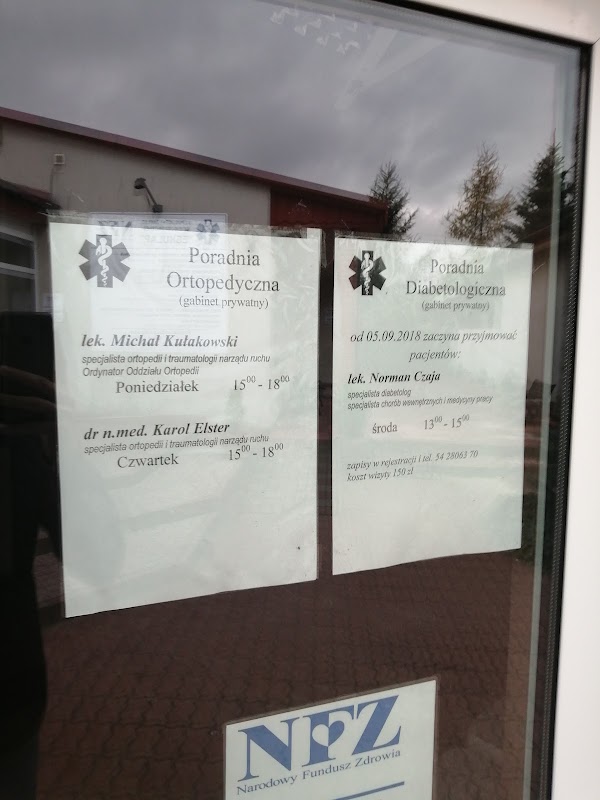 Poradnia
Ortopedyczna
(gabinet prywatny)
lek. Michał Kułakowski
specjalista ortopedii i traumatologii narządu ruchu
Ordynator Oddziału Ortopedii
Poniedziałek 15⁰⁰ - 18⁰⁰
dr n.med. Karol Elster
specjalista ortopedii i traumatologii narządu ruchu
Czwartek 15⁰⁰ - 18⁰⁰
Poradnia
Diabetologiczna
(gabinet prywatny)
od 05.09.2018 zaczyna przyjmować
pacjentów:
lek. Norman Czaja
specjalista diabetolog
specjalista chorób wewnętrznych i medycyny pracy
środa 13⁰⁰ - 15⁰⁰
zapisy w rejestracji i tel. 54 28063 70
koszt wizyty 150 zł
NFZ
Narodowy Fundusz Zdrowia